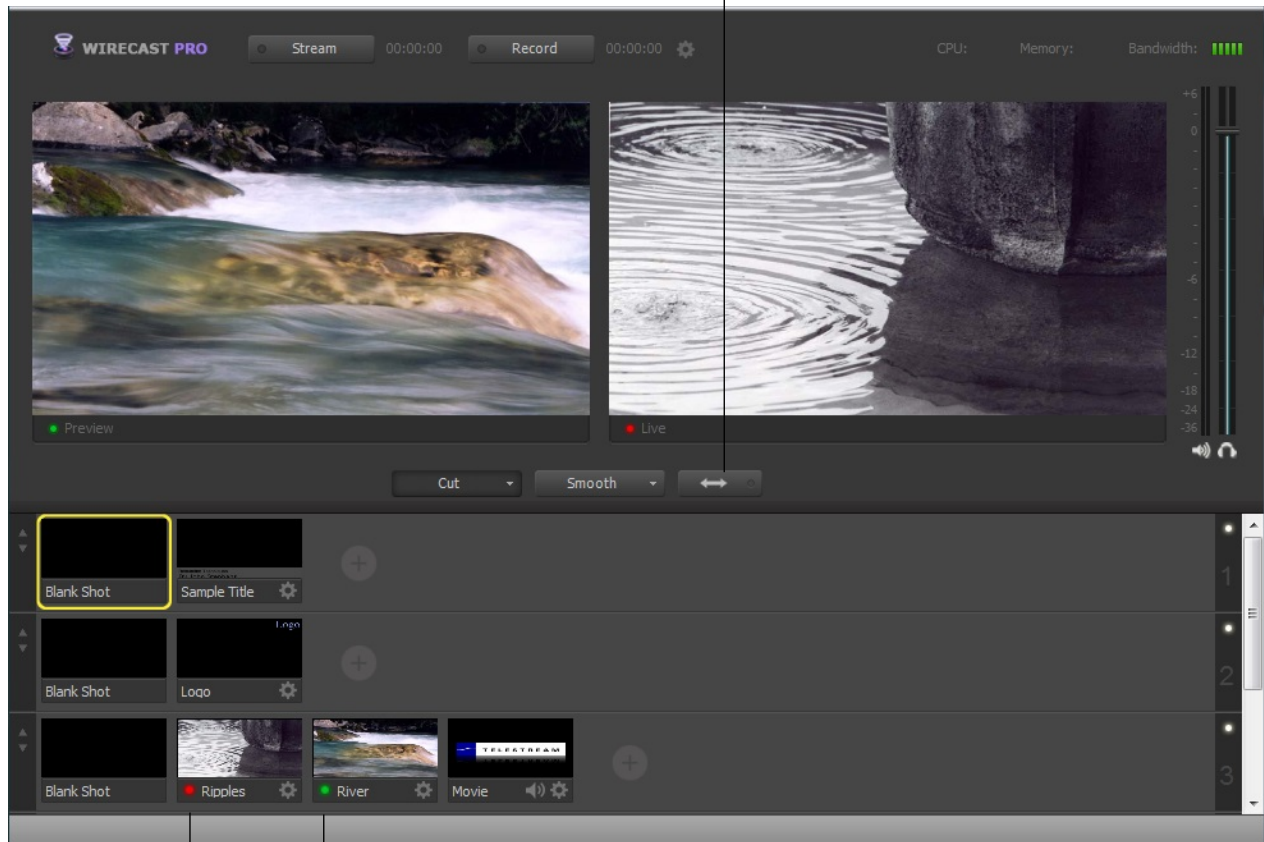 WIRECAST PRO
Stream 00:00:00 Record 00:00:00 CPU: Memory: Bandwidth:
+6
0
-6
-12
-18
-24
-36
Preview
Live
Cut Smooth
Blank Shot Sample Title
1
Logo
Blank Shot Logo
2
TELESTREAM
Blank Shot Ripples River Movie
3